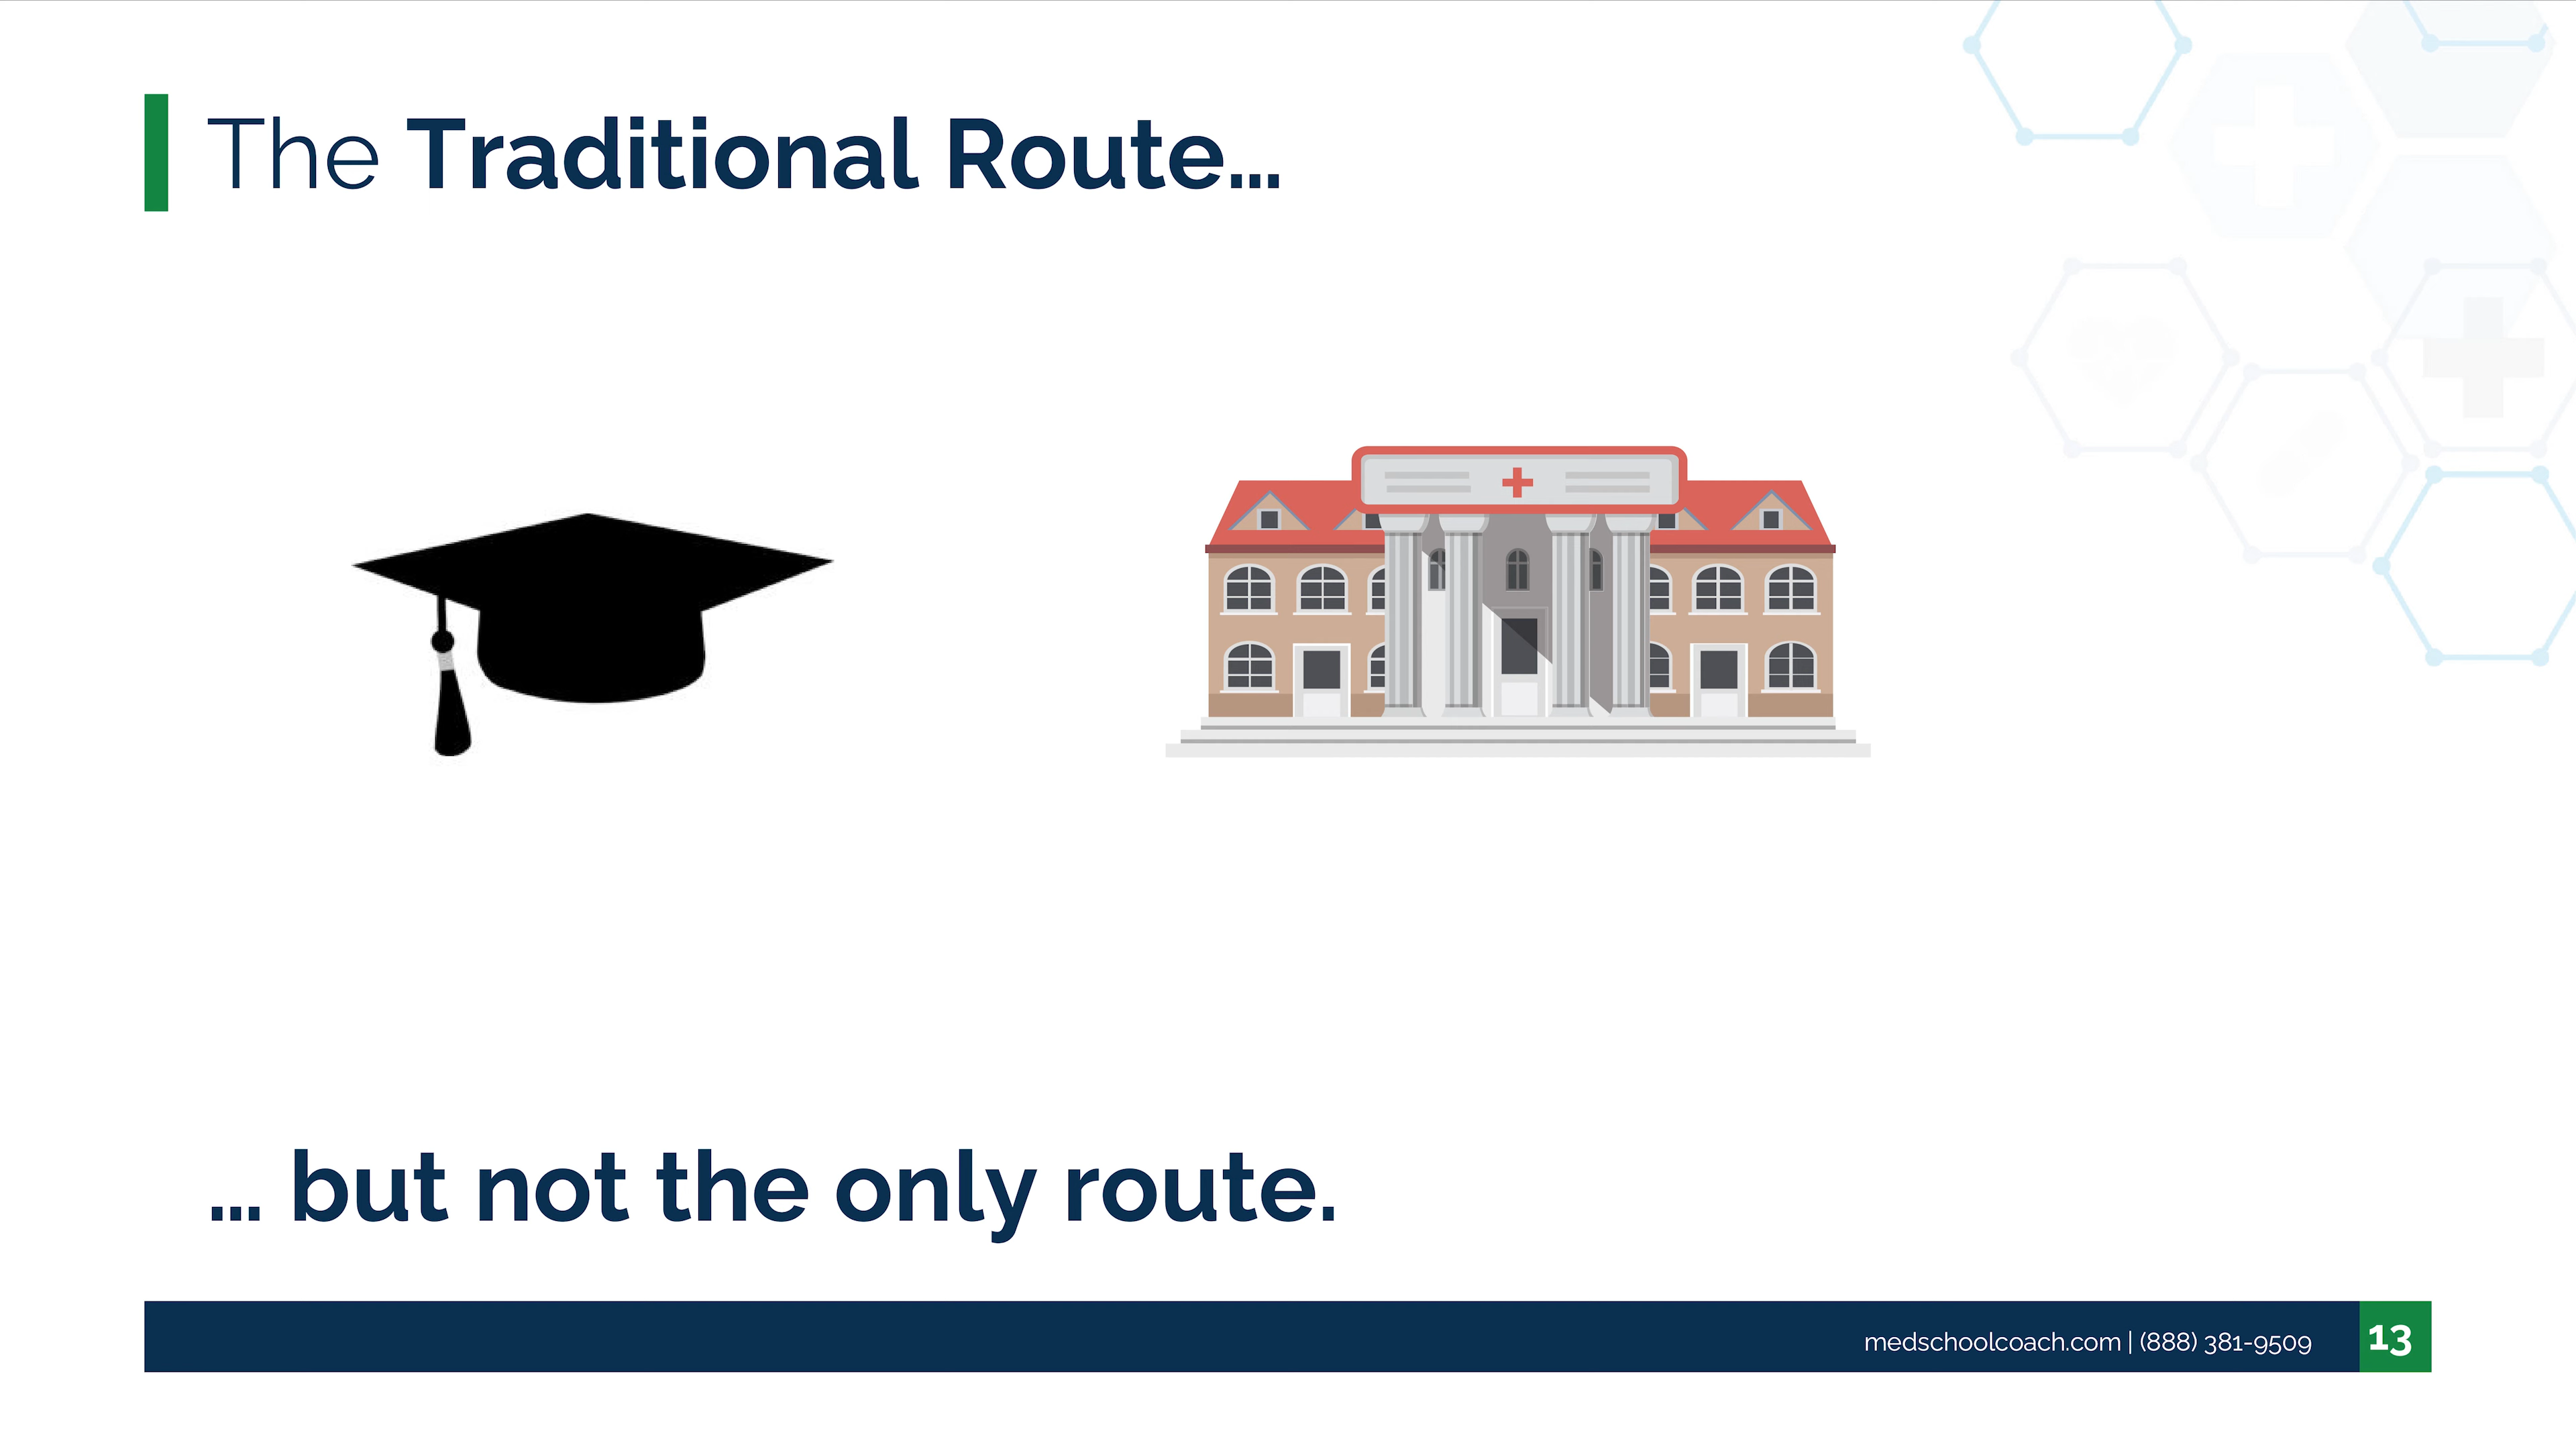 The Traditional Route...
... but not the only route.
medschoolcoach.com | (888) 381-9509
13